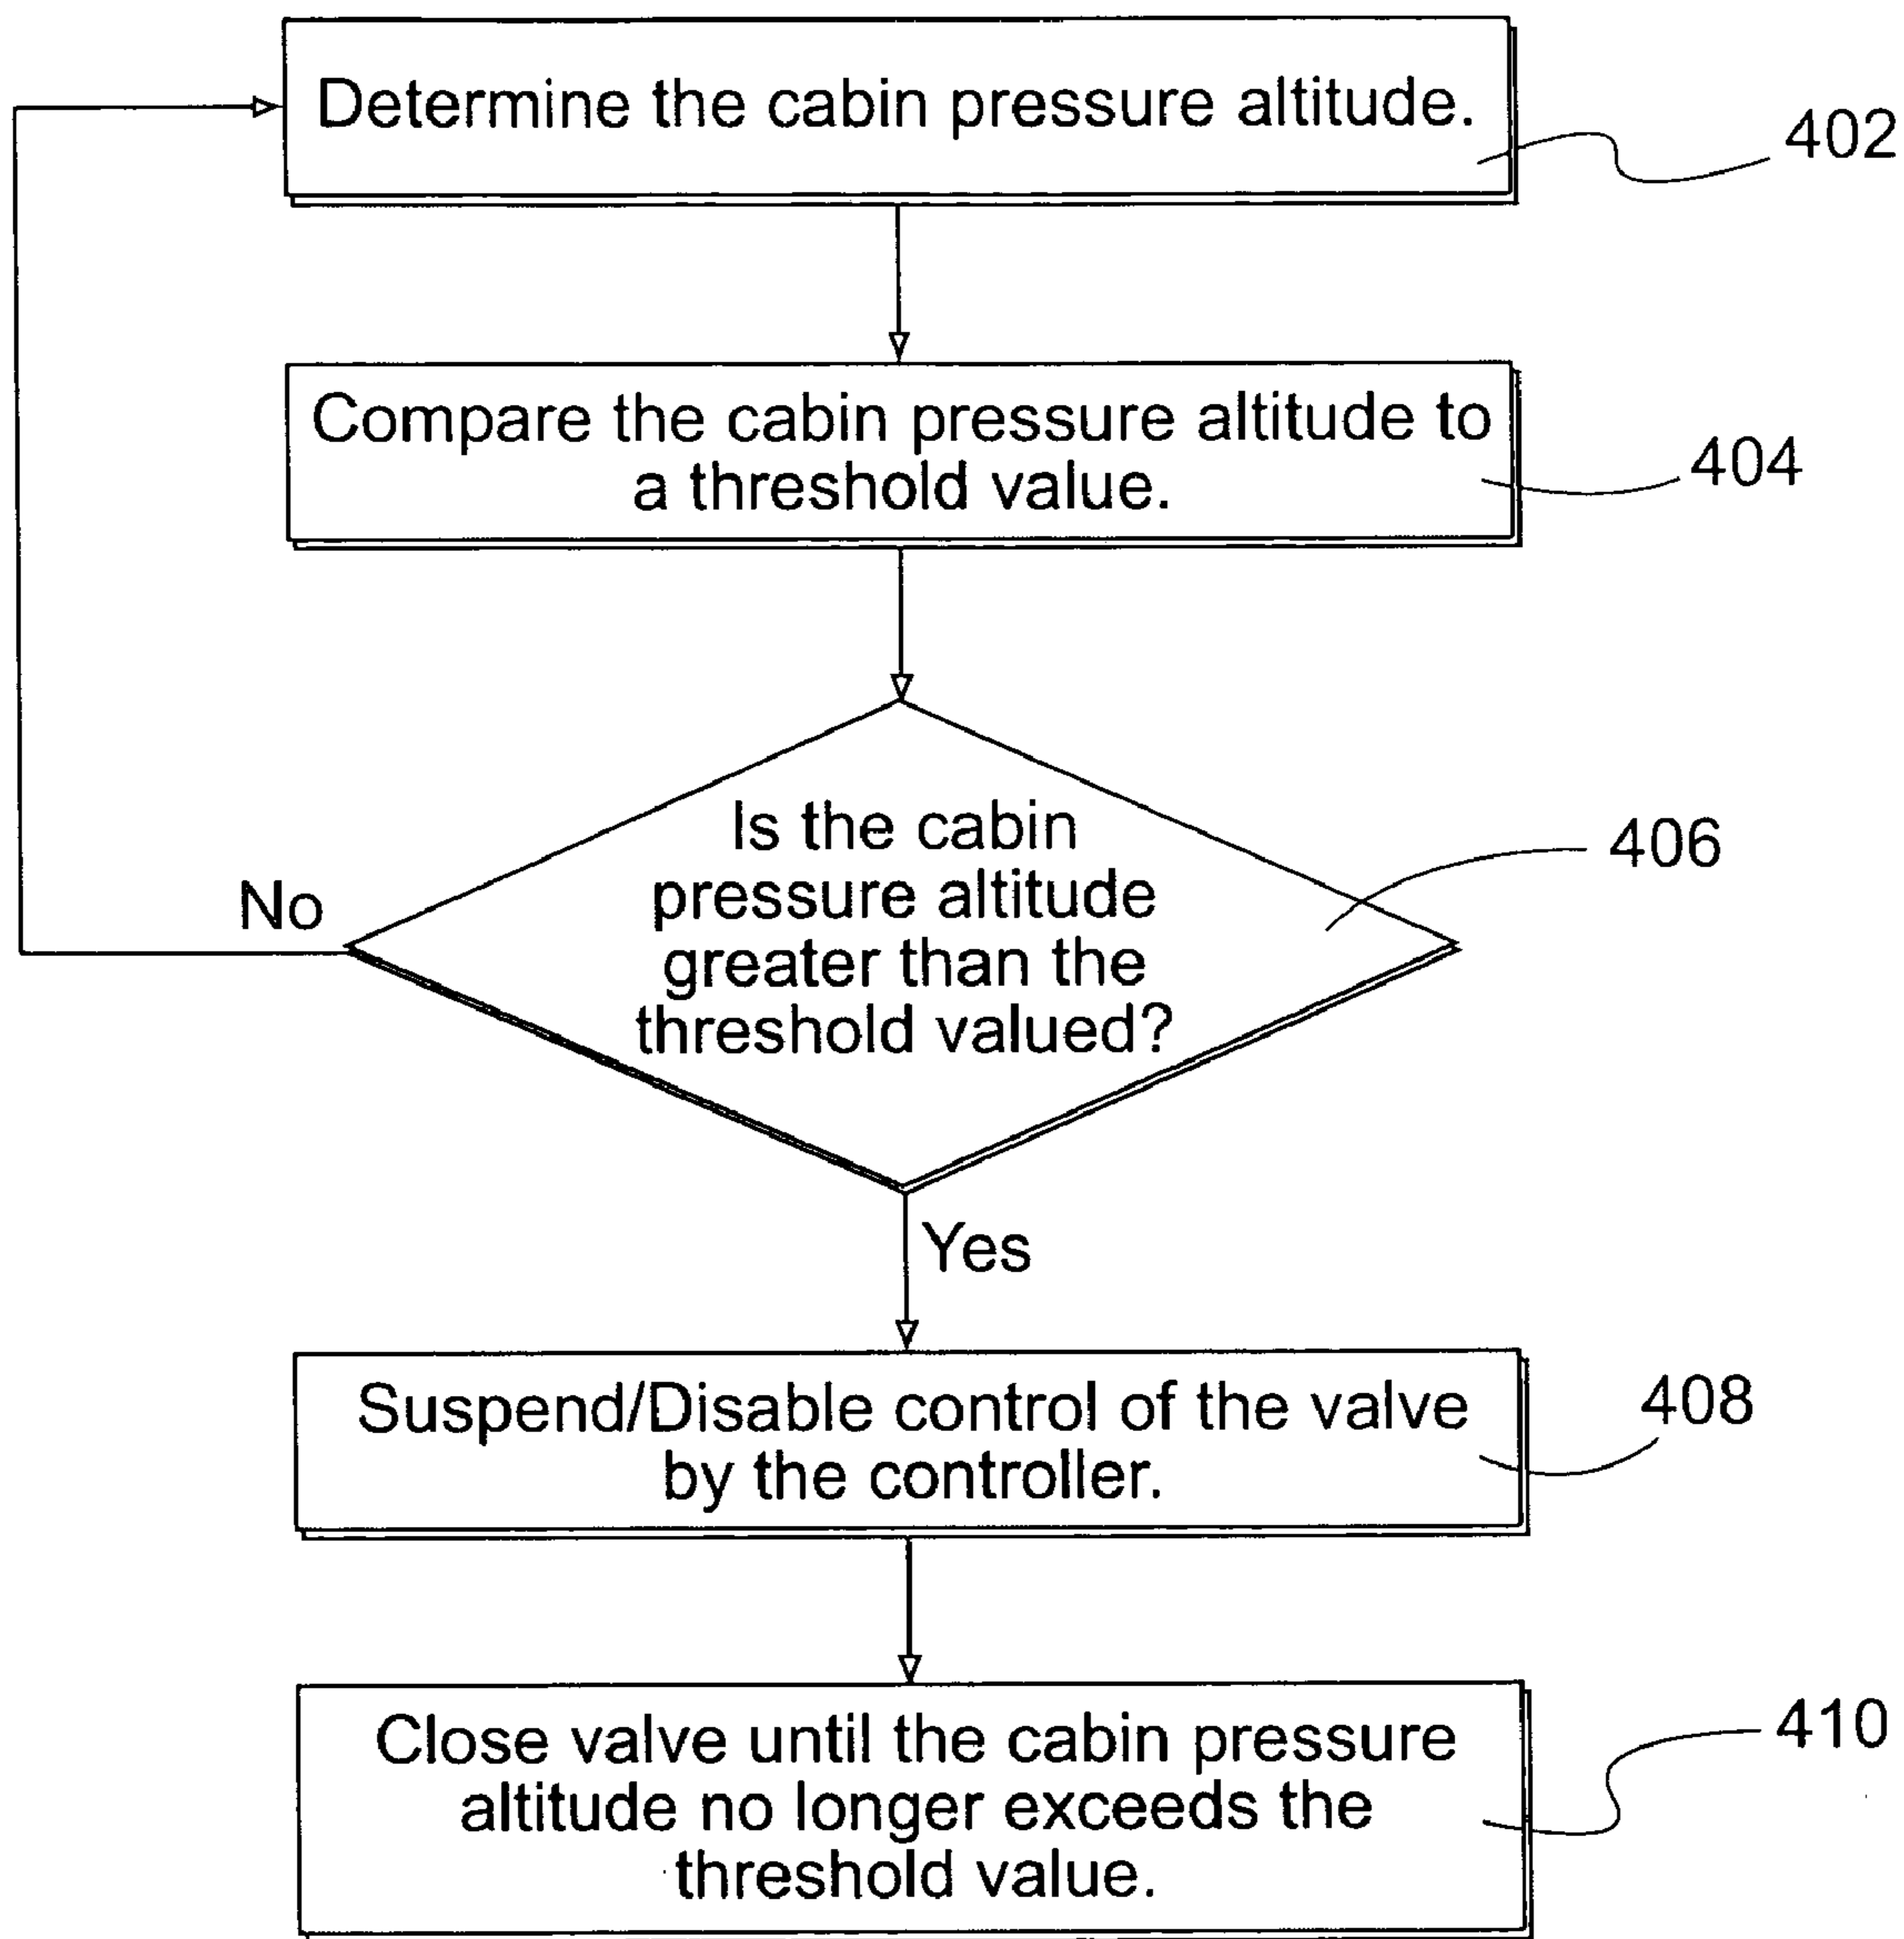 Determine the cabin pressure altitude.
402
Compare the cabin pressure altitude to
a threshold value.
404
Is the cabin
pressure altitude
greater than the
threshold valued?
406
No
Yes
Suspend/Disable control of the valve
by the controller.
408
Close valve until the cabin pressure
altitude no longer exceeds the
threshold value.
410